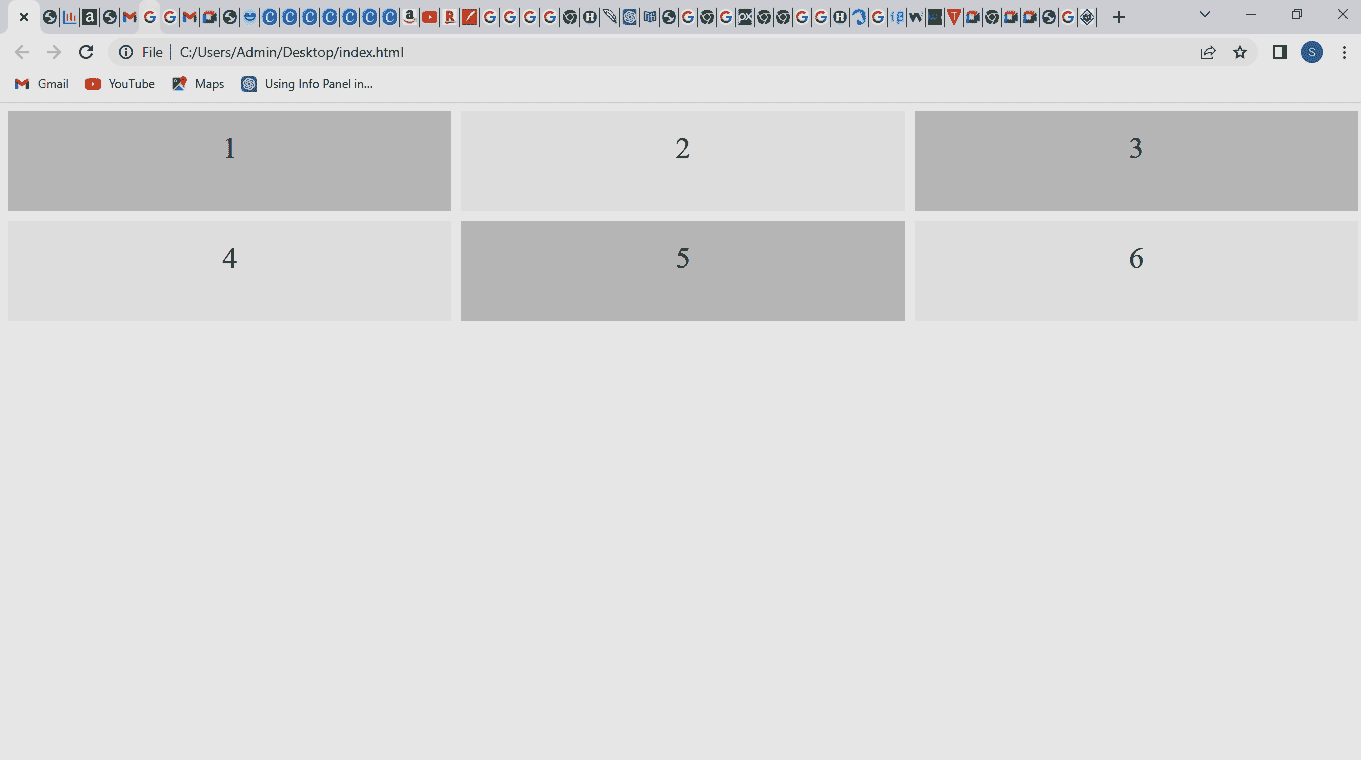 File C:/Users/Admin/Desktop/index.html
S
Gmail YouTube Maps Using Info Panel in...
1 2 3
4 5 6